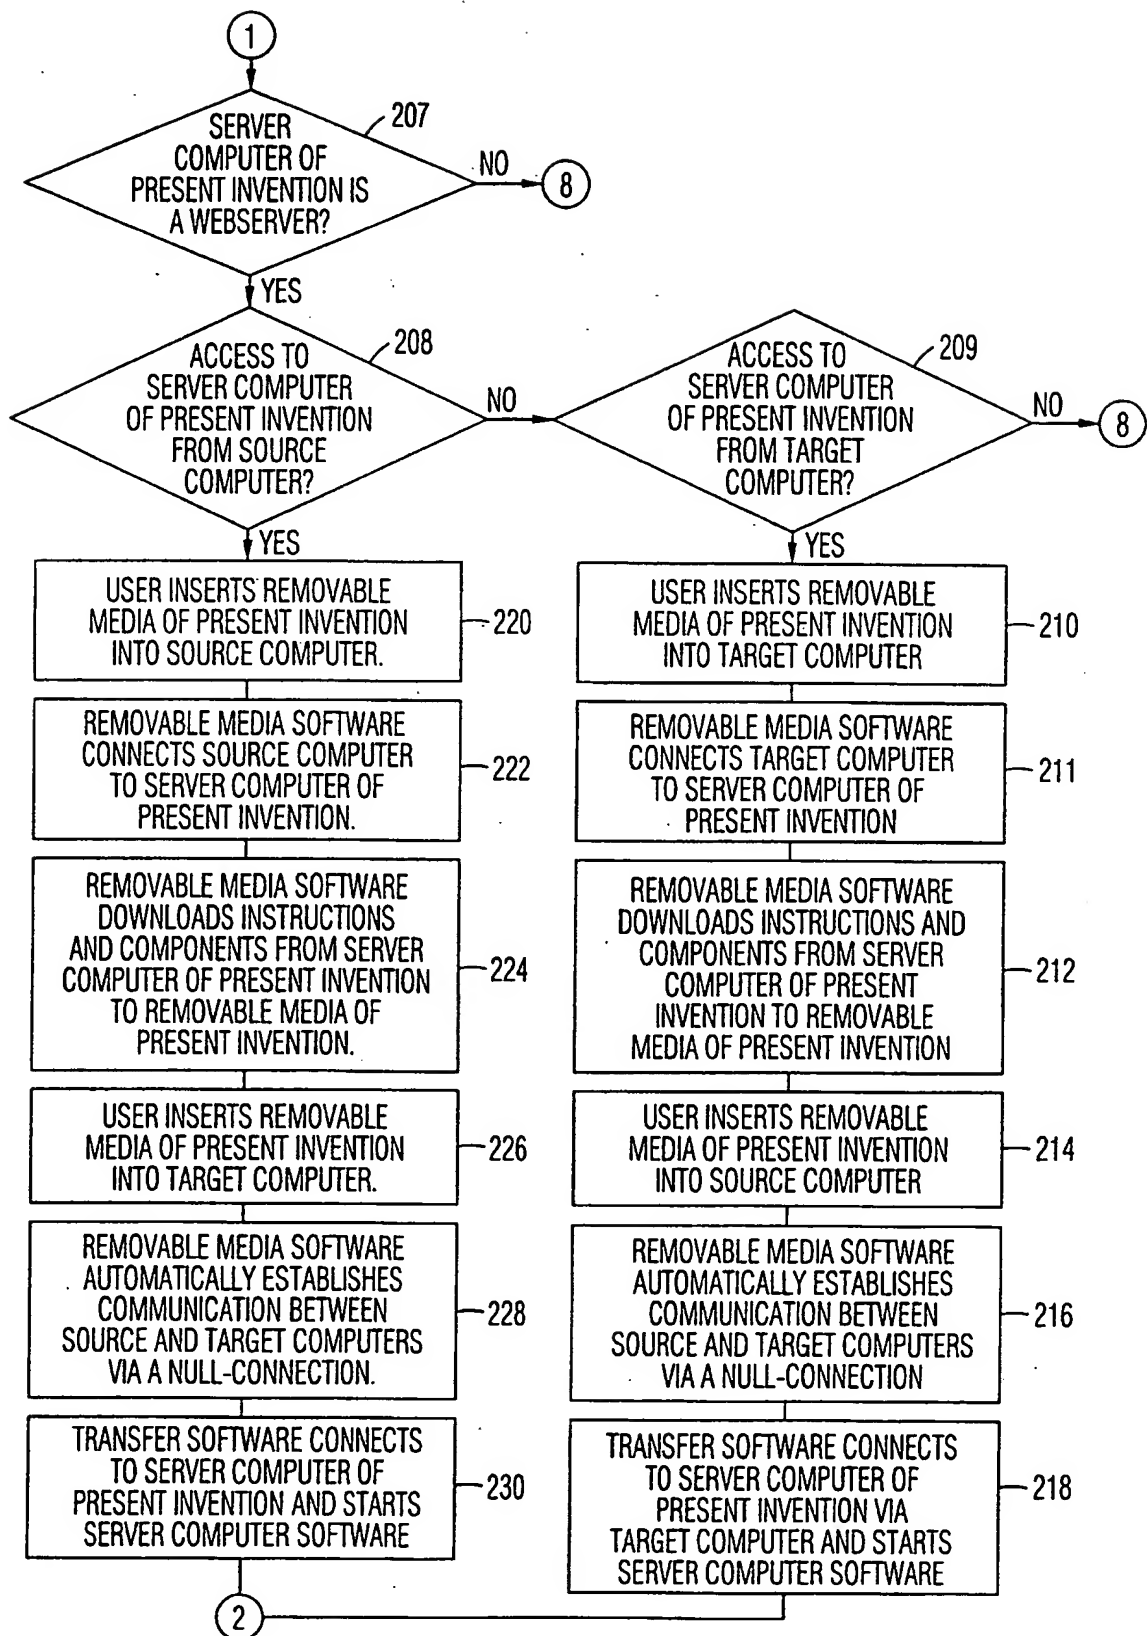 1
SERVER
COMPUTER OF
PRESENT INVENTION IS
A WEBSERVER?
207
NO
8
YES
ACCESS TO
SERVER COMPUTER
OF PRESENT INVENTION
FROM SOURCE
COMPUTER?
208
NO
ACCESS TO
SERVER COMPUTER
OF PRESENT INVENTION
FROM TARGET
COMPUTER?
209
NO
8
YES
USER INSERTS REMOVABLE
MEDIA OF PRESENT INVENTION
INTO SOURCE COMPUTER.
220
REMOVABLE MEDIA SOFTWARE
CONNECTS SOURCE COMPUTER
TO SERVER COMPUTER OF
PRESENT INVENTION.
222
REMOVABLE MEDIA SOFTWARE
DOWNLOADS INSTRUCTIONS
AND COMPONENTS FROM SERVER
COMPUTER OF PRESENT INVENTION
TO REMOVABLE MEDIA OF
PRESENT INVENTION.
224
USER INSERTS REMOVABLE
MEDIA OF PRESENT INVENTION
INTO TARGET COMPUTER.
226
REMOVABLE MEDIA SOFTWARE
AUTOMATICALLY ESTABLISHES
COMMUNICATION BETWEEN
SOURCE AND TARGET COMPUTERS
VIA A NULL-CONNECTION.
228
TRANSFER SOFTWARE CONNECTS
TO SERVER COMPUTER OF
PRESENT INVENTION AND STARTS
SERVER COMPUTER SOFTWARE
230
YES
USER INSERTS REMOVABLE
MEDIA OF PRESENT INVENTION
INTO TARGET COMPUTER
210
REMOVABLE MEDIA SOFTWARE
CONNECTS TARGET COMPUTER
TO SERVER COMPUTER OF
PRESENT INVENTION
211
REMOVABLE MEDIA SOFTWARE
DOWNLOADS INSTRUCTIONS AND
COMPONENTS FROM SERVER
COMPUTER OF PRESENT
INVENTION TO REMOVABLE
MEDIA OF PRESENT INVENTION
212
USER INSERTS REMOVABLE
MEDIA OF PRESENT INVENTION
INTO SOURCE COMPUTER
214
REMOVABLE MEDIA SOFTWARE
AUTOMATICALLY ESTABLISHES
COMMUNICATION BETWEEN
SOURCE AND TARGET COMPUTERS
VIA A NULL-CONNECTION
216
TRANSFER SOFTWARE CONNECTS
TO SERVER COMPUTER OF
PRESENT INVENTION VIA
TARGET COMPUTER AND STARTS
SERVER COMPUTER SOFTWARE
218
2